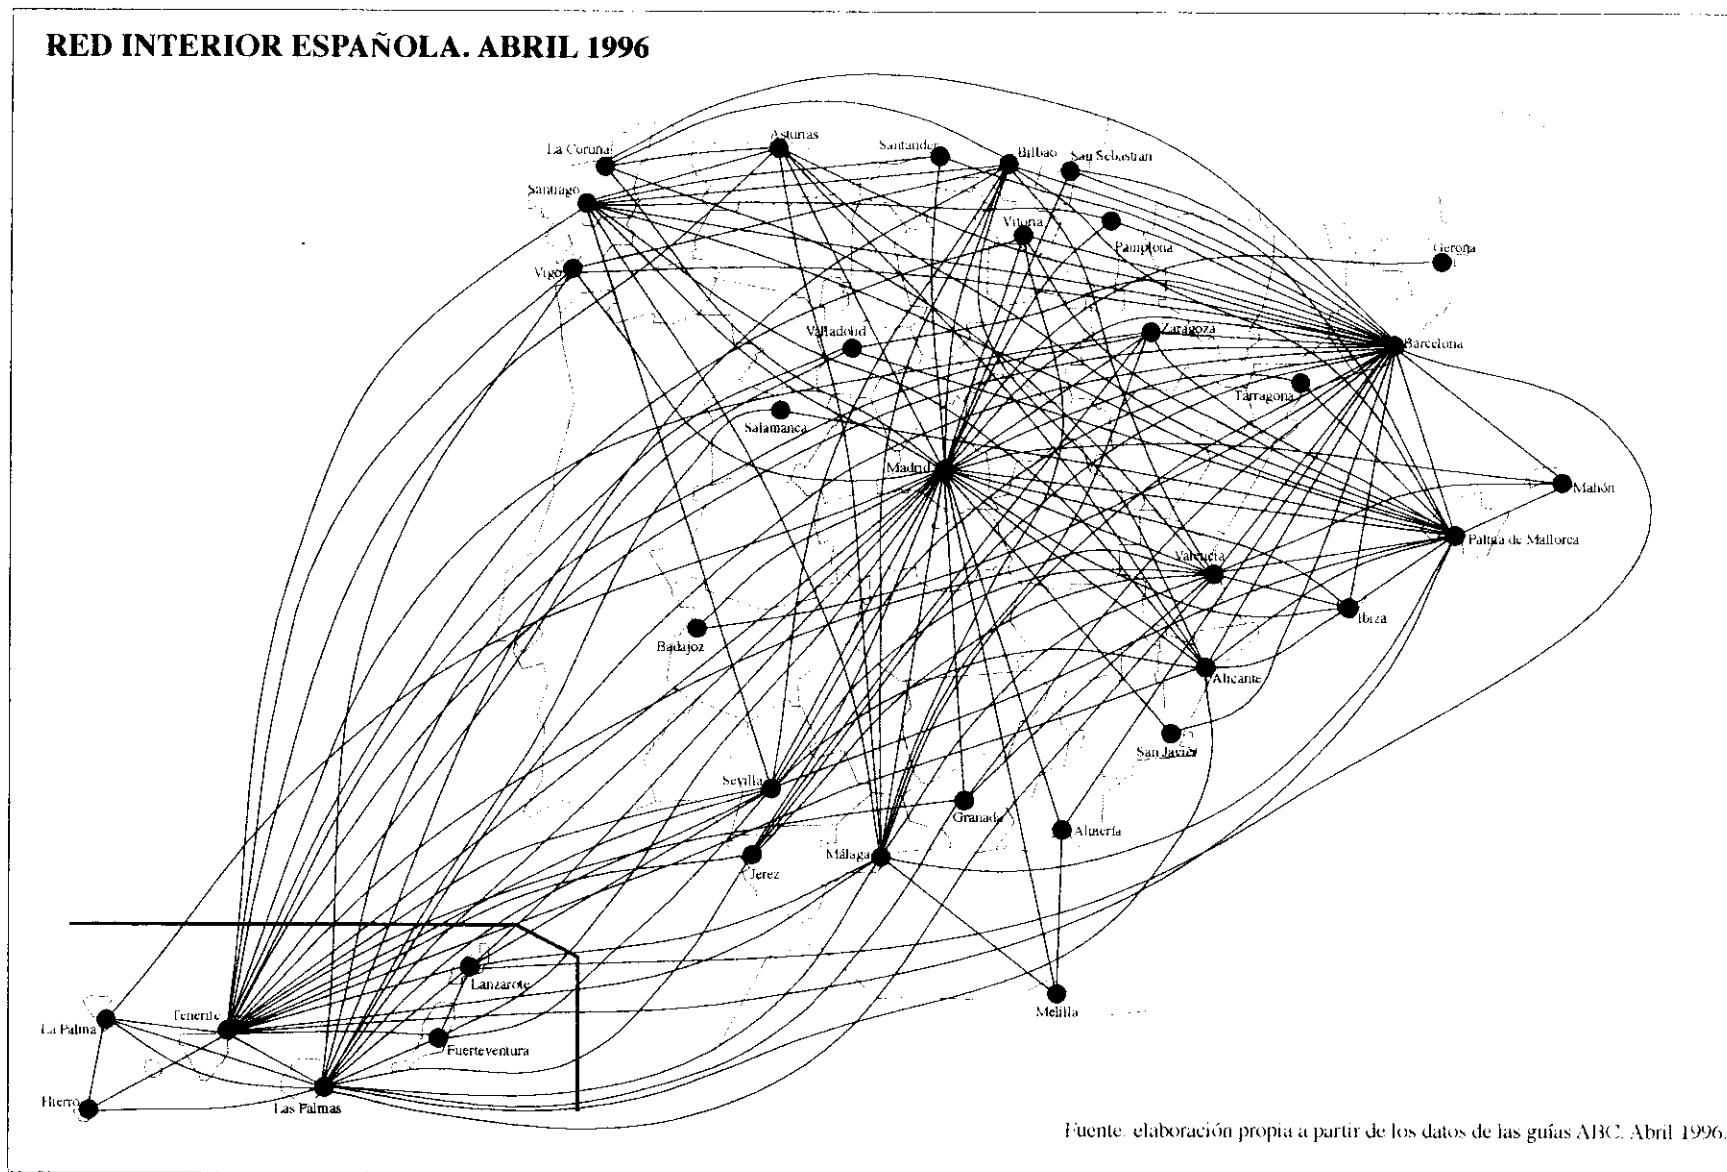 RED INTERIOR ESPAÑOLA. ABRIL 1996
Asturias
La Coruña
Santander
Bilbao
San Sebastrán
Santiago
Vitoria
Pamplona
Gerona
Vigo
Valladolid
Zaragoza
Barcelona
Tarragona
Salamanca
Madrid
Mahón
Palma de Mallorca
Valencia
Ibiza
Badajoz
Alicante
San Javier
Sevilla
Granada
Almería
Málaga
Jerez
Lanzarote
La Palma
Tenerife
Melilla
Fuerteventura
Hierro
Las Palmas
Fuente: elaboración propia a partir de los datos de las guías ABC. Abril 1996.